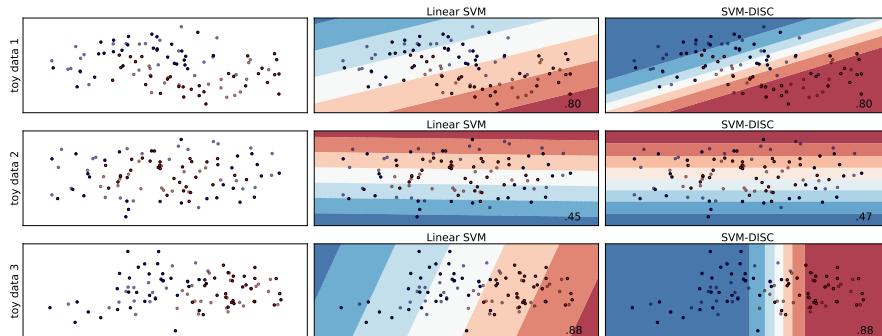 Linear SVM
SVM-DISC
toy data 1
.80
.80
Linear SVM
SVM-DISC
toy data 2
.45
.47
Linear SVM
SVM-DISC
toy data 3
.88
.88